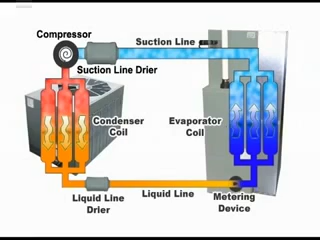 Compressor
Suction Line
Suction Line Drier
Condenser
Coil
Evaporator
Coil
Liquid Line
Drier
Liquid Line
Metering
Device